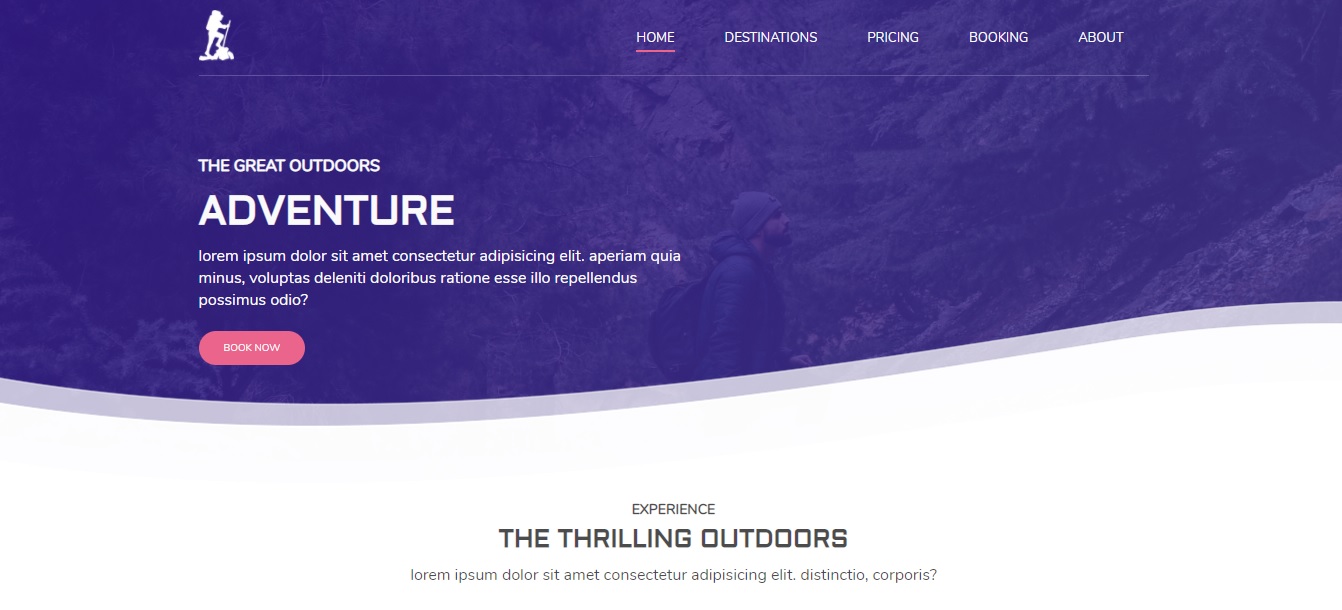 HOME DESTINATIONS PRICING BOOKING ABOUT
THE GREAT OUTDOORS
ADVENTURE
lorem ipsum dolor sit amet consectetur adipisicing elit. aperiam quia
minus, voluptas deleniti doloribus ratione esse illo repellendus
possimus odio?
BOOK NOW
EXPERIENCE
THE THRILLING OUTDOORS
lorem ipsum dolor sit amet consectetur adipisicing elit. distinctio, corporis?